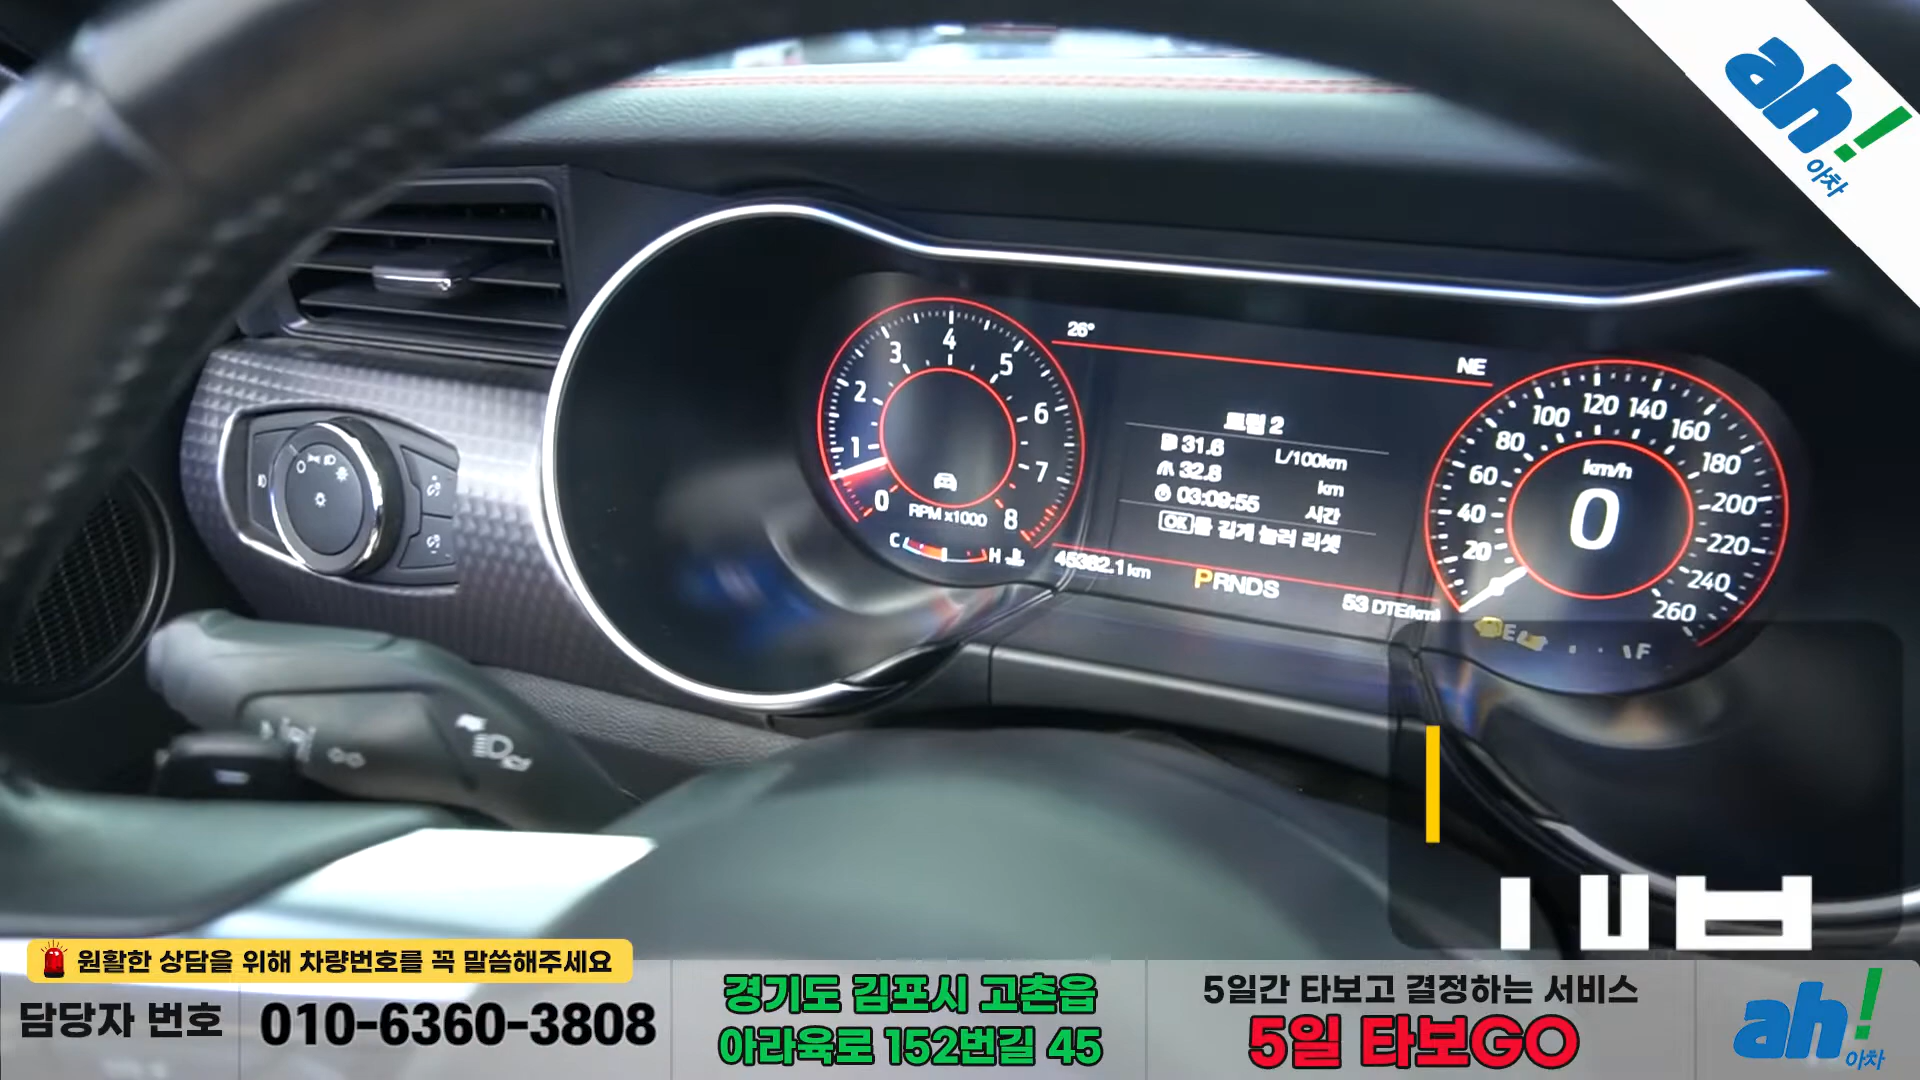 ah!
아차
26°
NE
4
3
5
2
6
1
7
0
8
RPM x1000
C
H
트립 2
31.6 L/100km
32.8 km
03:09:55 시간
OK를 길게 눌러 리셋
45362.1 km
PRNDS
53 DTE(km)
120
100
140
80
160
60
180
40
200
20
220
240
260
km/h
0
E
F
원활한 상담을 위해 차량번호를 꼭 말씀해주세요
담당자 번호
010-6360-3808
경기도 김포시 고촌읍
아라육로 152번길 45
5일간 타보고 결정하는 서비스
5일 타보GO
ah!
아차